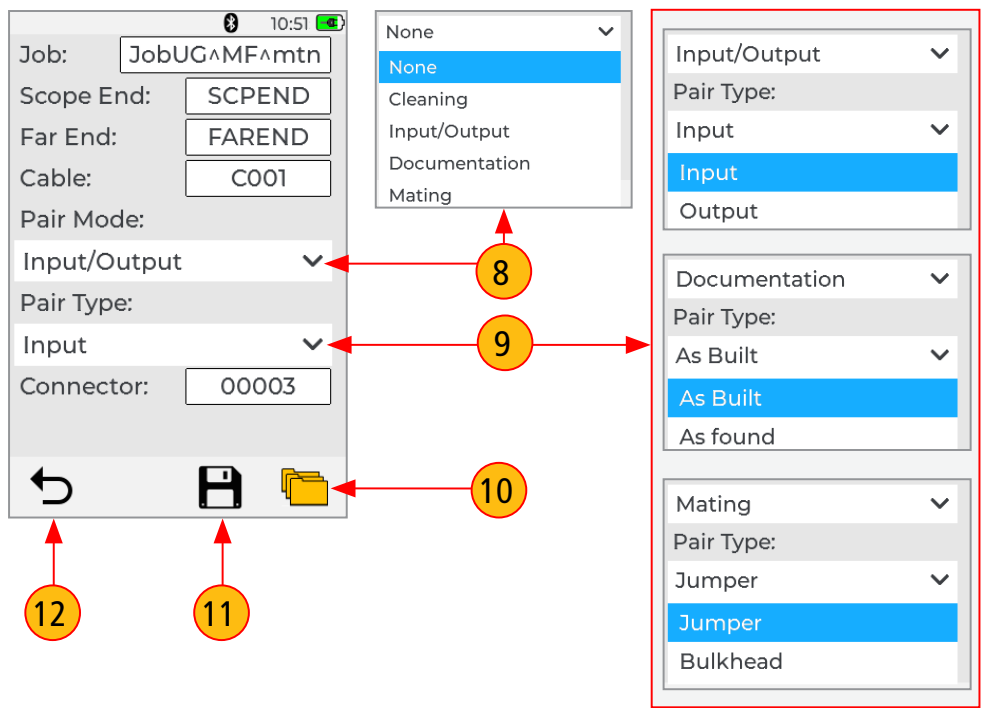 10:51
Job: JobUG^MF^mtn
Scope End: SCPEND
Far End: FAREND
Cable: C001
Pair Mode:
Input/Output
Pair Type:
Input
Connector: 00003
None
None
Cleaning
Input/Output
Documentation
Mating
8
9
10
11
12
Input/Output
Pair Type:
Input
Input
Output
Documentation
Pair Type:
As Built
As Built
As found
Mating
Pair Type:
Jumper
Jumper
Bulkhead